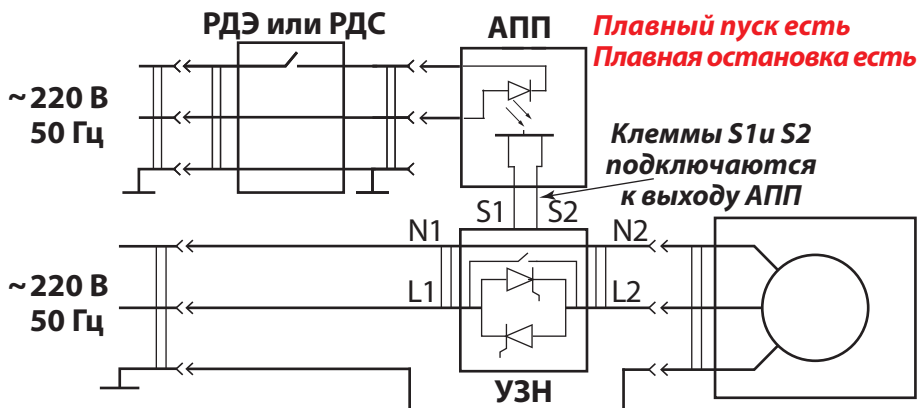 РДЭ или РДС
АПП
Плавный пуск есть
Плавная остановка есть
~220 В
50 Гц
Клеммы S1и S2
подключаются
к выходу АПП
S1
S2
N1
N2
~220 В
50 Гц
L1
L2
УЗН